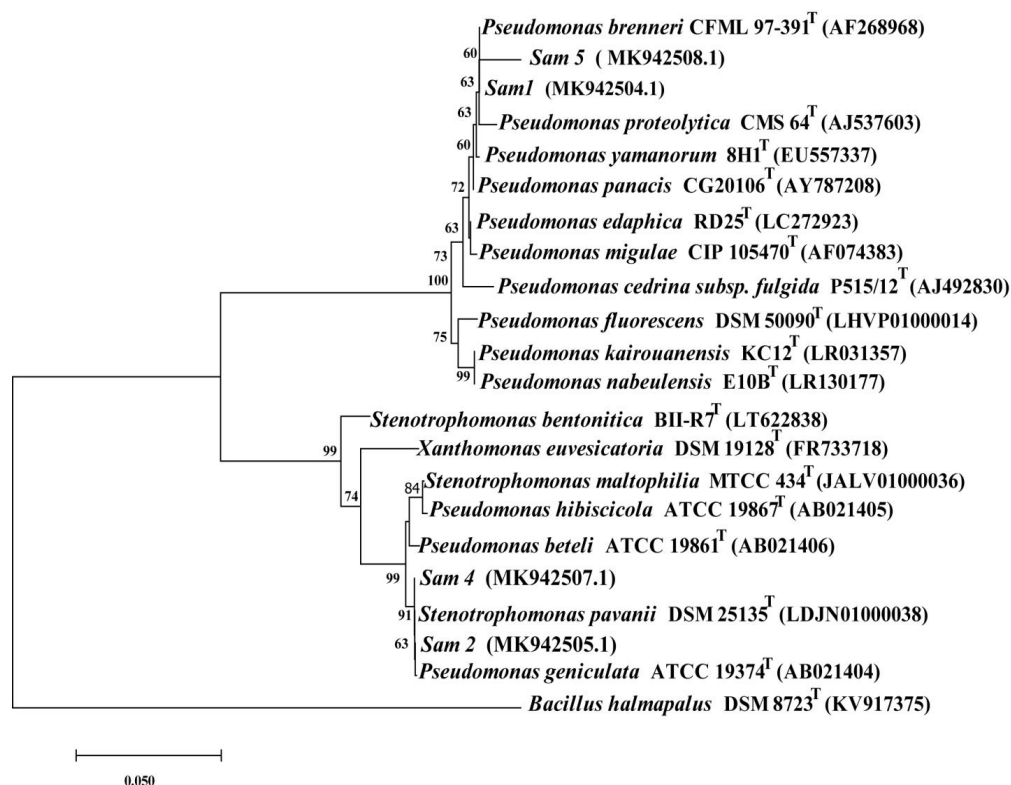 Pseudomonas brenneri CFML 97-391T (AF268968)
60
Sam 5 ( MK942508.1)
63
Sam1 (MK942504.1)
63
Pseudomonas proteolytica CMS 64T (AJ537603)
60
Pseudomonas yamanorum 8H1T (EU557337)
72
Pseudomonas panacis CG20106T (AY787208)
63
Pseudomonas edaphica RD25T (LC272923)
73
Pseudomonas migulae CIP 105470T (AF074383)
100
Pseudomonas cedrina subsp. fulgida P515/12T (AJ492830)
Pseudomonas fluorescens DSM 50090T (LHVP01000014)
75
Pseudomonas kairouanensis KC12T (LR031357)
99
Pseudomonas nabeulensis E10BT (LR130177)
Stenotrophomonas bentonitica BII-R7T (LT622838)
99
Xanthomonas euvesicatoria DSM 19128T (FR733718)
74
Stenotrophomonas maltophilia MTCC 434T (JALV01000036)
84
Pseudomonas hibiscicola ATCC 19867T (AB021405)
Pseudomonas beteli ATCC 19861T (AB021406)
99
Sam 4 (MK942507.1)
91
Stenotrophomonas pavanii DSM 25135T (LDJN01000038)
63
Sam 2 (MK942505.1)
Pseudomonas geniculata ATCC 19374T (AB021404)
Bacillus halmapalus DSM 8723T (KV917375)
0.050